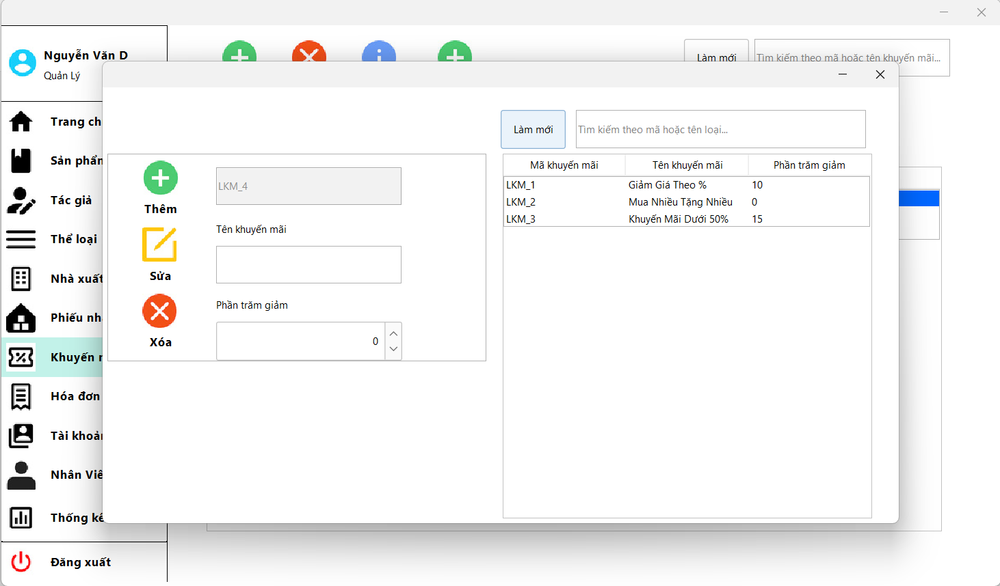 Nguyễn Văn D
Quản Lý
Làm mới
Tìm kiếm theo mã hoặc tên khuyến mãi...
Trang ch
Sản phẩn
Tác giả
Thể loại
Nhà xuất
Phiếu nh
Khuyến
Hóa đơn
Tài khoản
Nhân Viê
Thống kê
Đăng xuất
Làm mới
Tìm kiếm theo mã hoặc tên loại...
Thêm
LKM_4
Sửa
Tên khuyến mãi
Xóa
Phần trăm giảm
0
Mã khuyến mãi Tên khuyến mãi Phần trăm giảm
LKM_1 Giảm Giá Theo % 10
LKM_2 Mua Nhiều Tặng Nhiều 0
LKM_3 Khuyến Mãi Dưới 50% 15